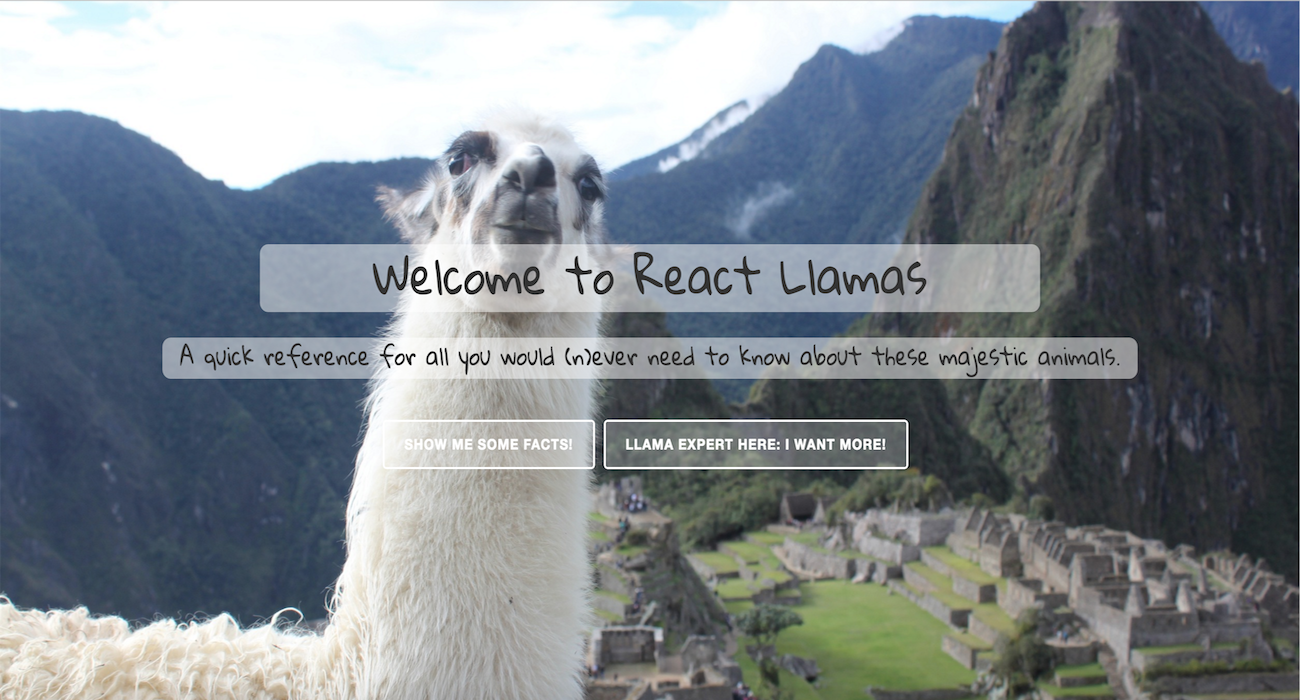 Welcome to React Llamas
A quick reference for all you would (n)ever need to know about these majestic animals.
SHOW ME SOME FACTS!
LLAMA EXPERT HERE: I WANT MORE!